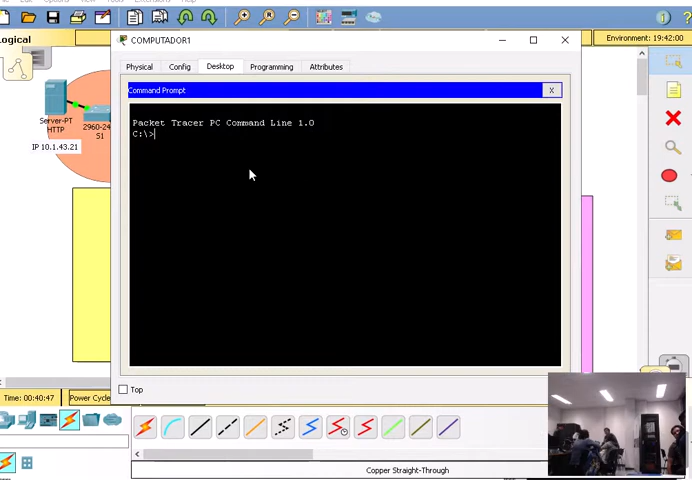 Logical
Environment: 19:42:00
COMPUTADOR1
Physical
Config
Desktop
Programming
Attributes
Command Prompt
X
Packet Tracer PC Command Line 1.0
C:\>
Server-PT
HTTP
2960-24
S1
IP 10.1.43.21
Top
Time: 00:40:47
Power Cycle
Copper Straight-Through